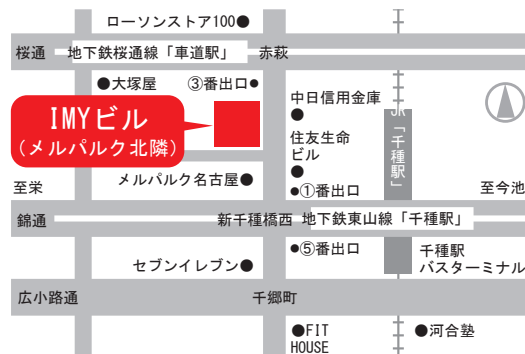 ローソンストア100●
桜通 地下鉄桜通線「車道駅」 赤萩
●大塚屋 ③番出口●
IMYビル
(メルパルク北隣)
中日信用金庫
●
住友生命
ビル
●
JR「千種駅」
メルパルク名古屋●
●①番出口
至栄
至今池
錦通
新千種橋西 地下鉄東山線「千種駅」
●⑤番出口
千種駅
バスターミナル
セブンイレブン●
広小路通 千郷町
●FIT
HOUSE
●河合塾